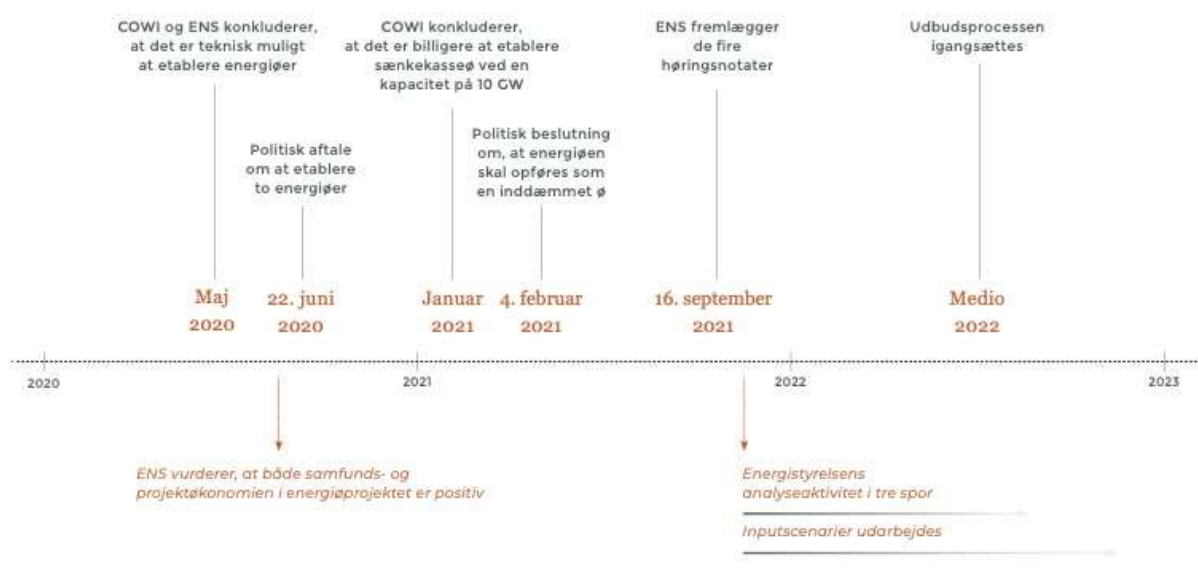 COWI og ENS konkluderer,
at det er teknisk muligt
at etablere energiøer
Politisk aftale
om at etablere
to energiøer
COWI konkluderer,
at det er billigere at etablere
sænkekasseø ved en
kapacitet på 10 GW
Politisk beslutning
om, at energiøen
skal opføres som
en inddæmmet ø
ENS fremlægger
de fire
høringsnotater
Udbudsprocessen
igangsættes
Maj
2020
22. juni
2020
Januar
2021
4. februar
2021
16. september
2021
Medio
2022
2020
2021
2022
2023
ENS vurderer, at både samfunds- og
projektøkonomien i energiøprojektet er positiv
Energistyrelsens
analyseaktivitet i tre spor
Inputscenarier udarbejdes